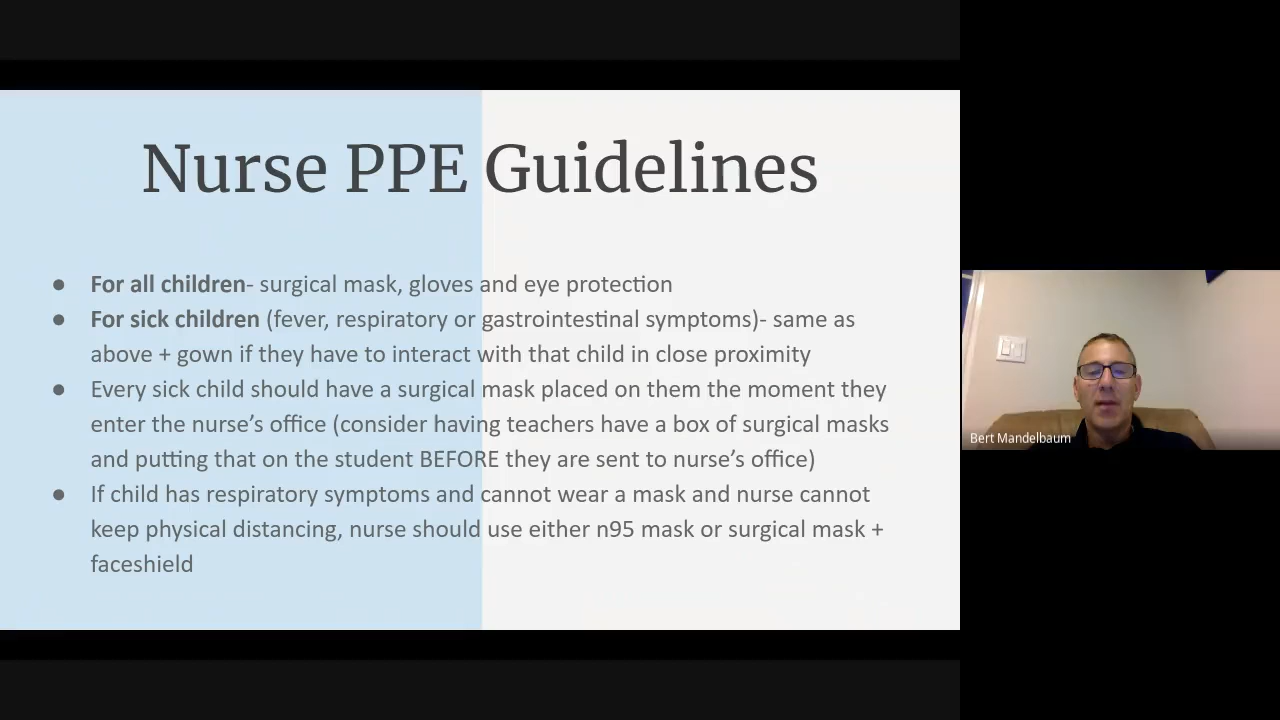 Nurse PPE Guidelines
● For all children- surgical mask, gloves and eye protection
● For sick children (fever, respiratory or gastrointestinal symptoms)- same as
above + gown if they have to interact with that child in close proximity
● Every sick child should have a surgical mask placed on them the moment they
enter the nurse’s office (consider having teachers have a box of surgical masks
and putting that on the student BEFORE they are sent to nurse’s office)
● If child has respiratory symptoms and cannot wear a mask and nurse cannot
keep physical distancing, nurse should use either n95 mask or surgical mask +
faceshield
Bert Mandelbaum